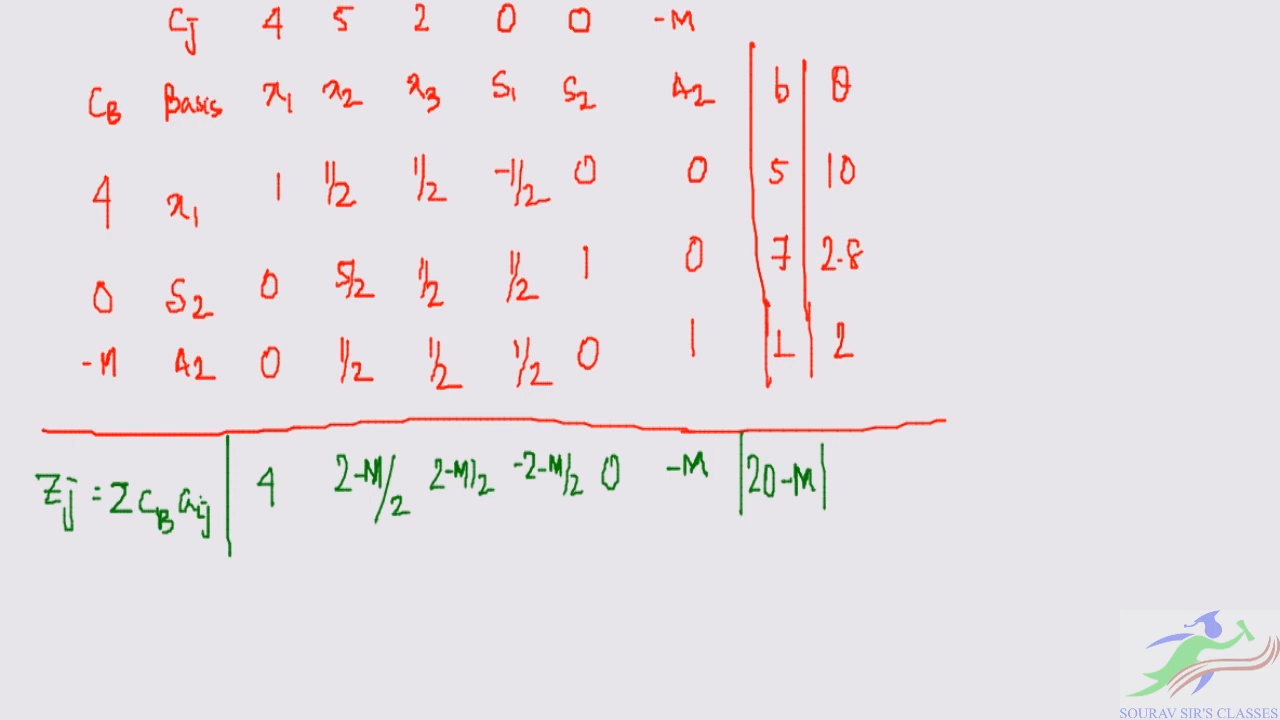 Cj 4 5 2 0 0 -M
CB Basis x1 x2 x3 S1 S2 A2 b θ
4 x1 1 1/2 1/2 -1/2 0 0 5 10
0 S2 0 5/2 1/2 1/2 1 0 7 2.8
-M A2 0 1/2 1/2 1/2 0 1 1 2
Zj = Σ CB aij 4 2-M/2 2-M/2 -2-M/2 0 -M 20-M
SOURAV SIR'S CLASSES